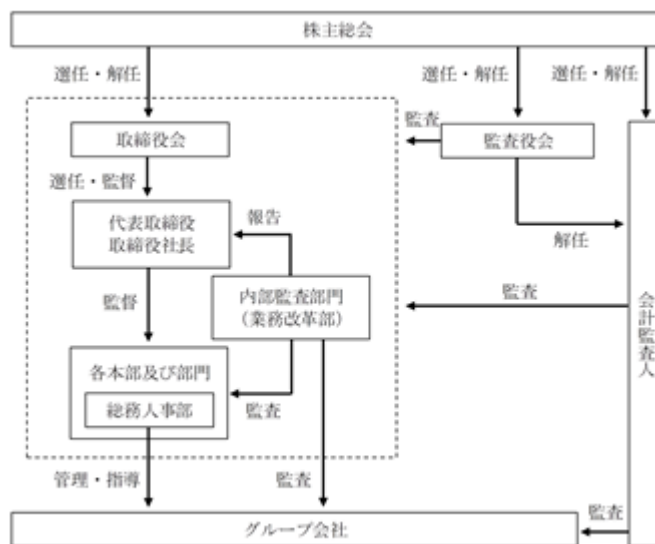 株主総会
選任・解任
選任・解任
選任・解任
監査
取締役会
監査役会
選任・監督
代表取締役
取締役社長
報告
解任
監督
内部監査部門
(業務改革部)
監査
会計監査人
各本部及び部門
総務人事部
監査
管理・指導
監査
監査
グループ会社